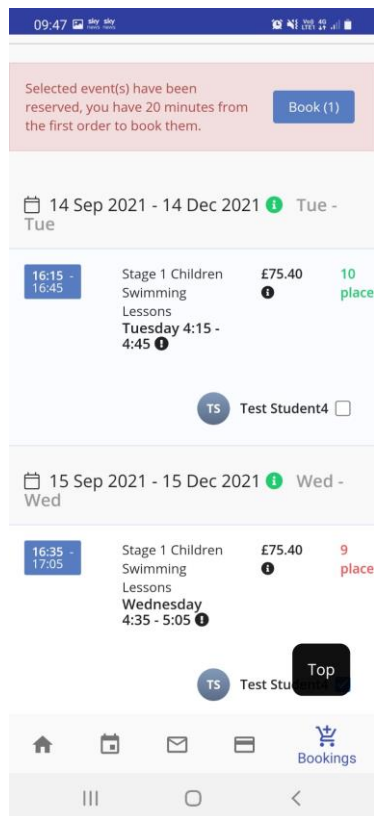 09:47
Selected event(s) have been
reserved, you have 20 minutes from
the first order to book them.
Book (1)
14 Sep 2021 - 14 Dec 2021 Tue -
Tue
16:15 -
16:45
Stage 1 Children
Swimming
Lessons
Tuesday 4:15 -
4:45
£75.40
10
place
TS Test Student4
15 Sep 2021 - 15 Dec 2021 Wed -
Wed
16:35 -
17:05
Stage 1 Children
Swimming
Lessons
Wednesday
4:35 - 5:05
£75.40
9
place
TS Test Stu
Top
Bookings